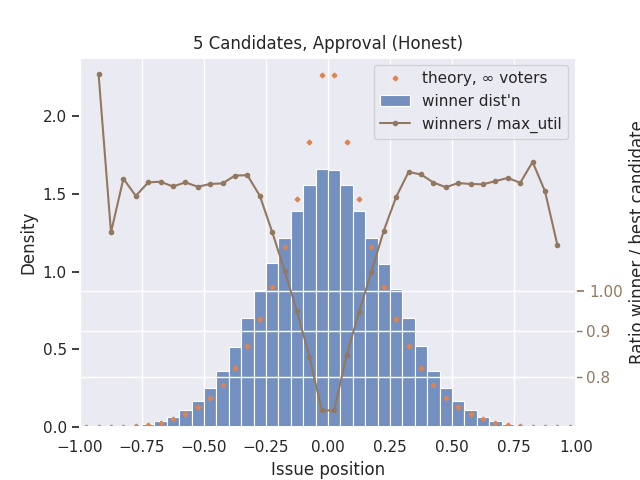 5 Candidates, Approval (Honest)
theory, ∞ voters
winner dist'n
winners / max_util
Density
2.0
1.5
1.0
0.5
0.0
1.00
0.9
0.8
Ratio winner / best candidate
−1.00 −0.75 −0.50 −0.25 0.00 0.25 0.50 0.75 1.00
Issue position